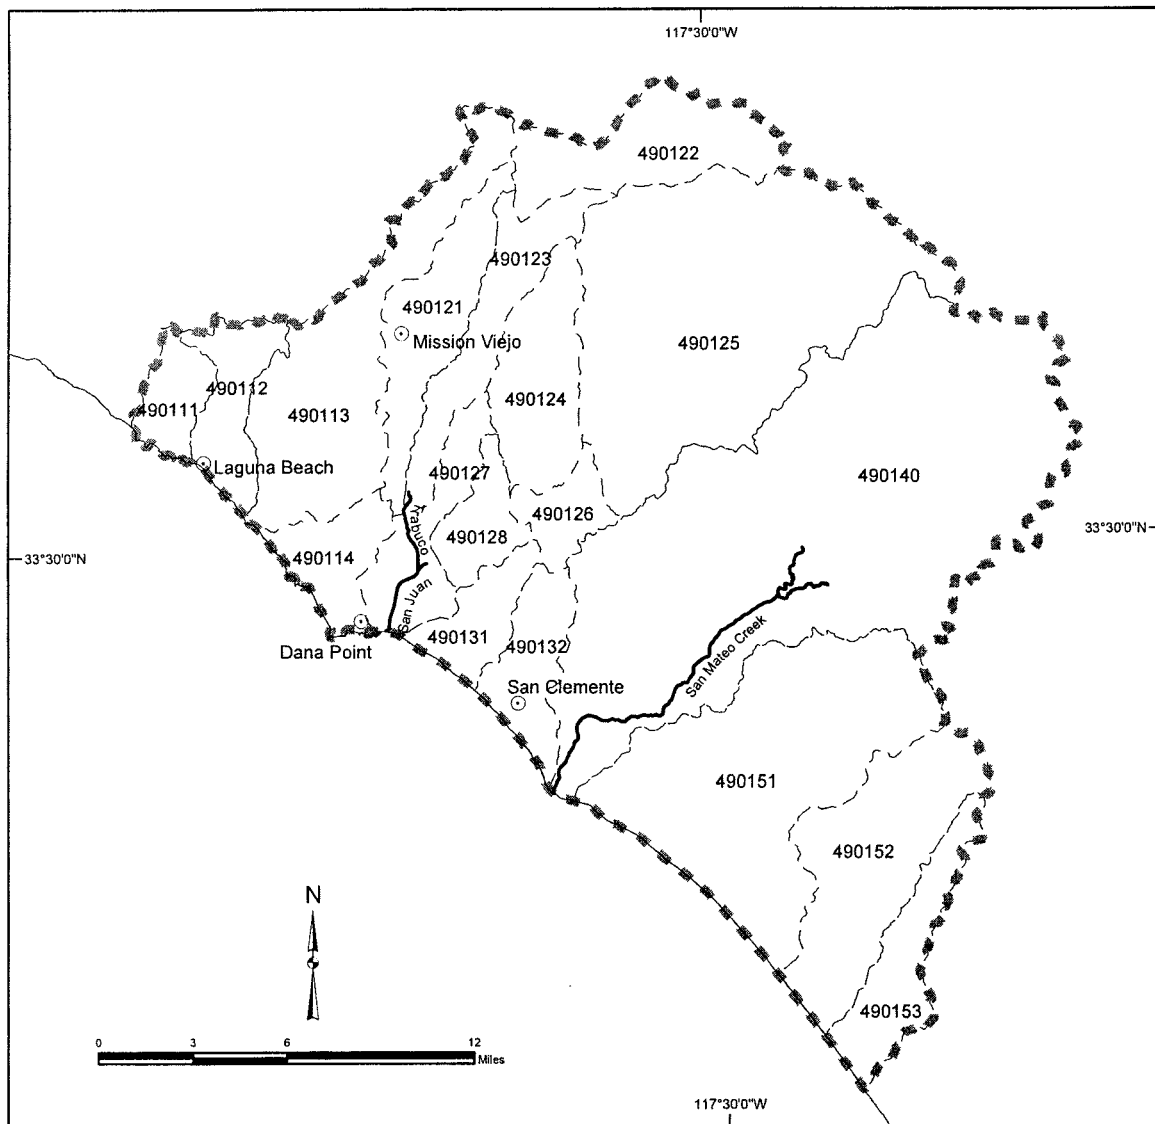 117°30'0"W
490122
490123
490121
Mission Viejo
490125
490112
490124
490111
490113
Laguna Beach
490127
490140
Trabuco
490126
33°30'0"N
490128
33°30'0"N
490114
San Juan
490131
490132
San Mateo Creek
Dana Point
San Clemente
490151
490152
N
490153
0 3 6 12
Miles
117°30'0"W